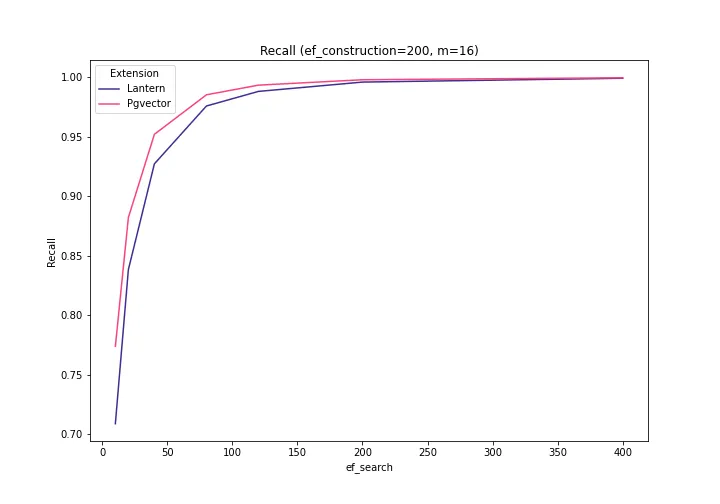 Recall (ef_construction=200, m=16)
Extension
Lantern
Pgvector
1.00
0.95
0.90
0.85
0.80
0.75
0.70
Recall
0
50
100
150
200
250
300
350
400
ef_search